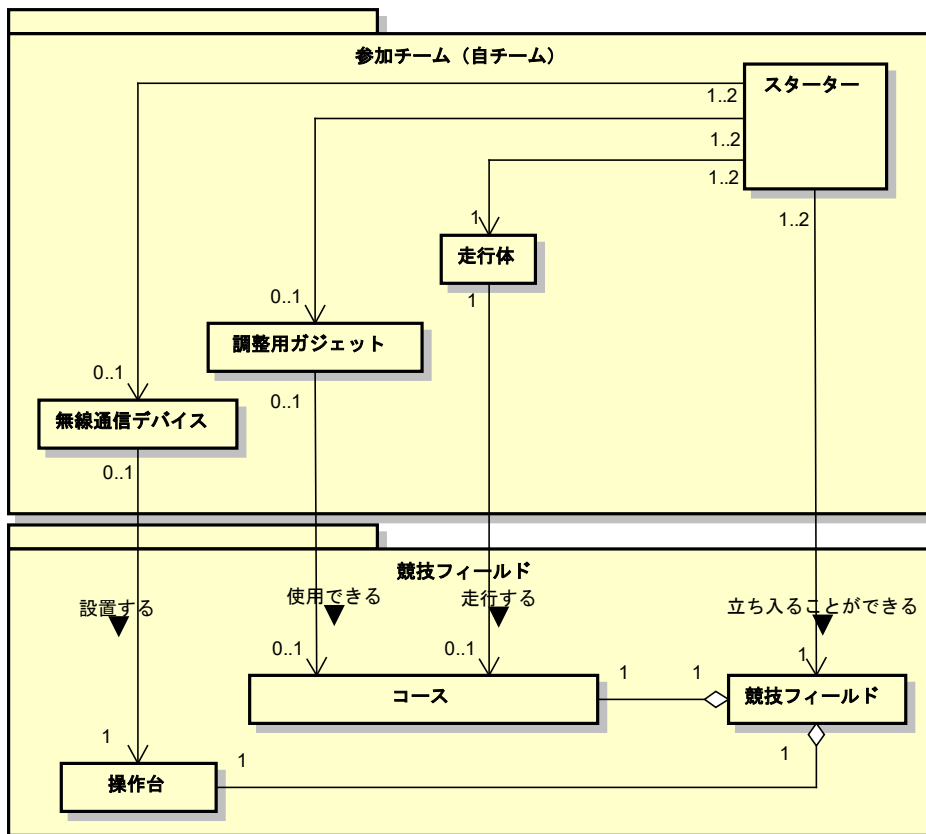 参加チーム（自チーム）
スターター
1..2
1..2
1..2
1..2
1
走行体
1
0..1
調整用ガジェット
0..1
0..1
無線通信デバイス
0..1
競技フィールド
設置する
使用できる
走行する
立ち入ることができる
0..1
0..1
1
1
1
コース
競技フィールド
1
1
1
操作台